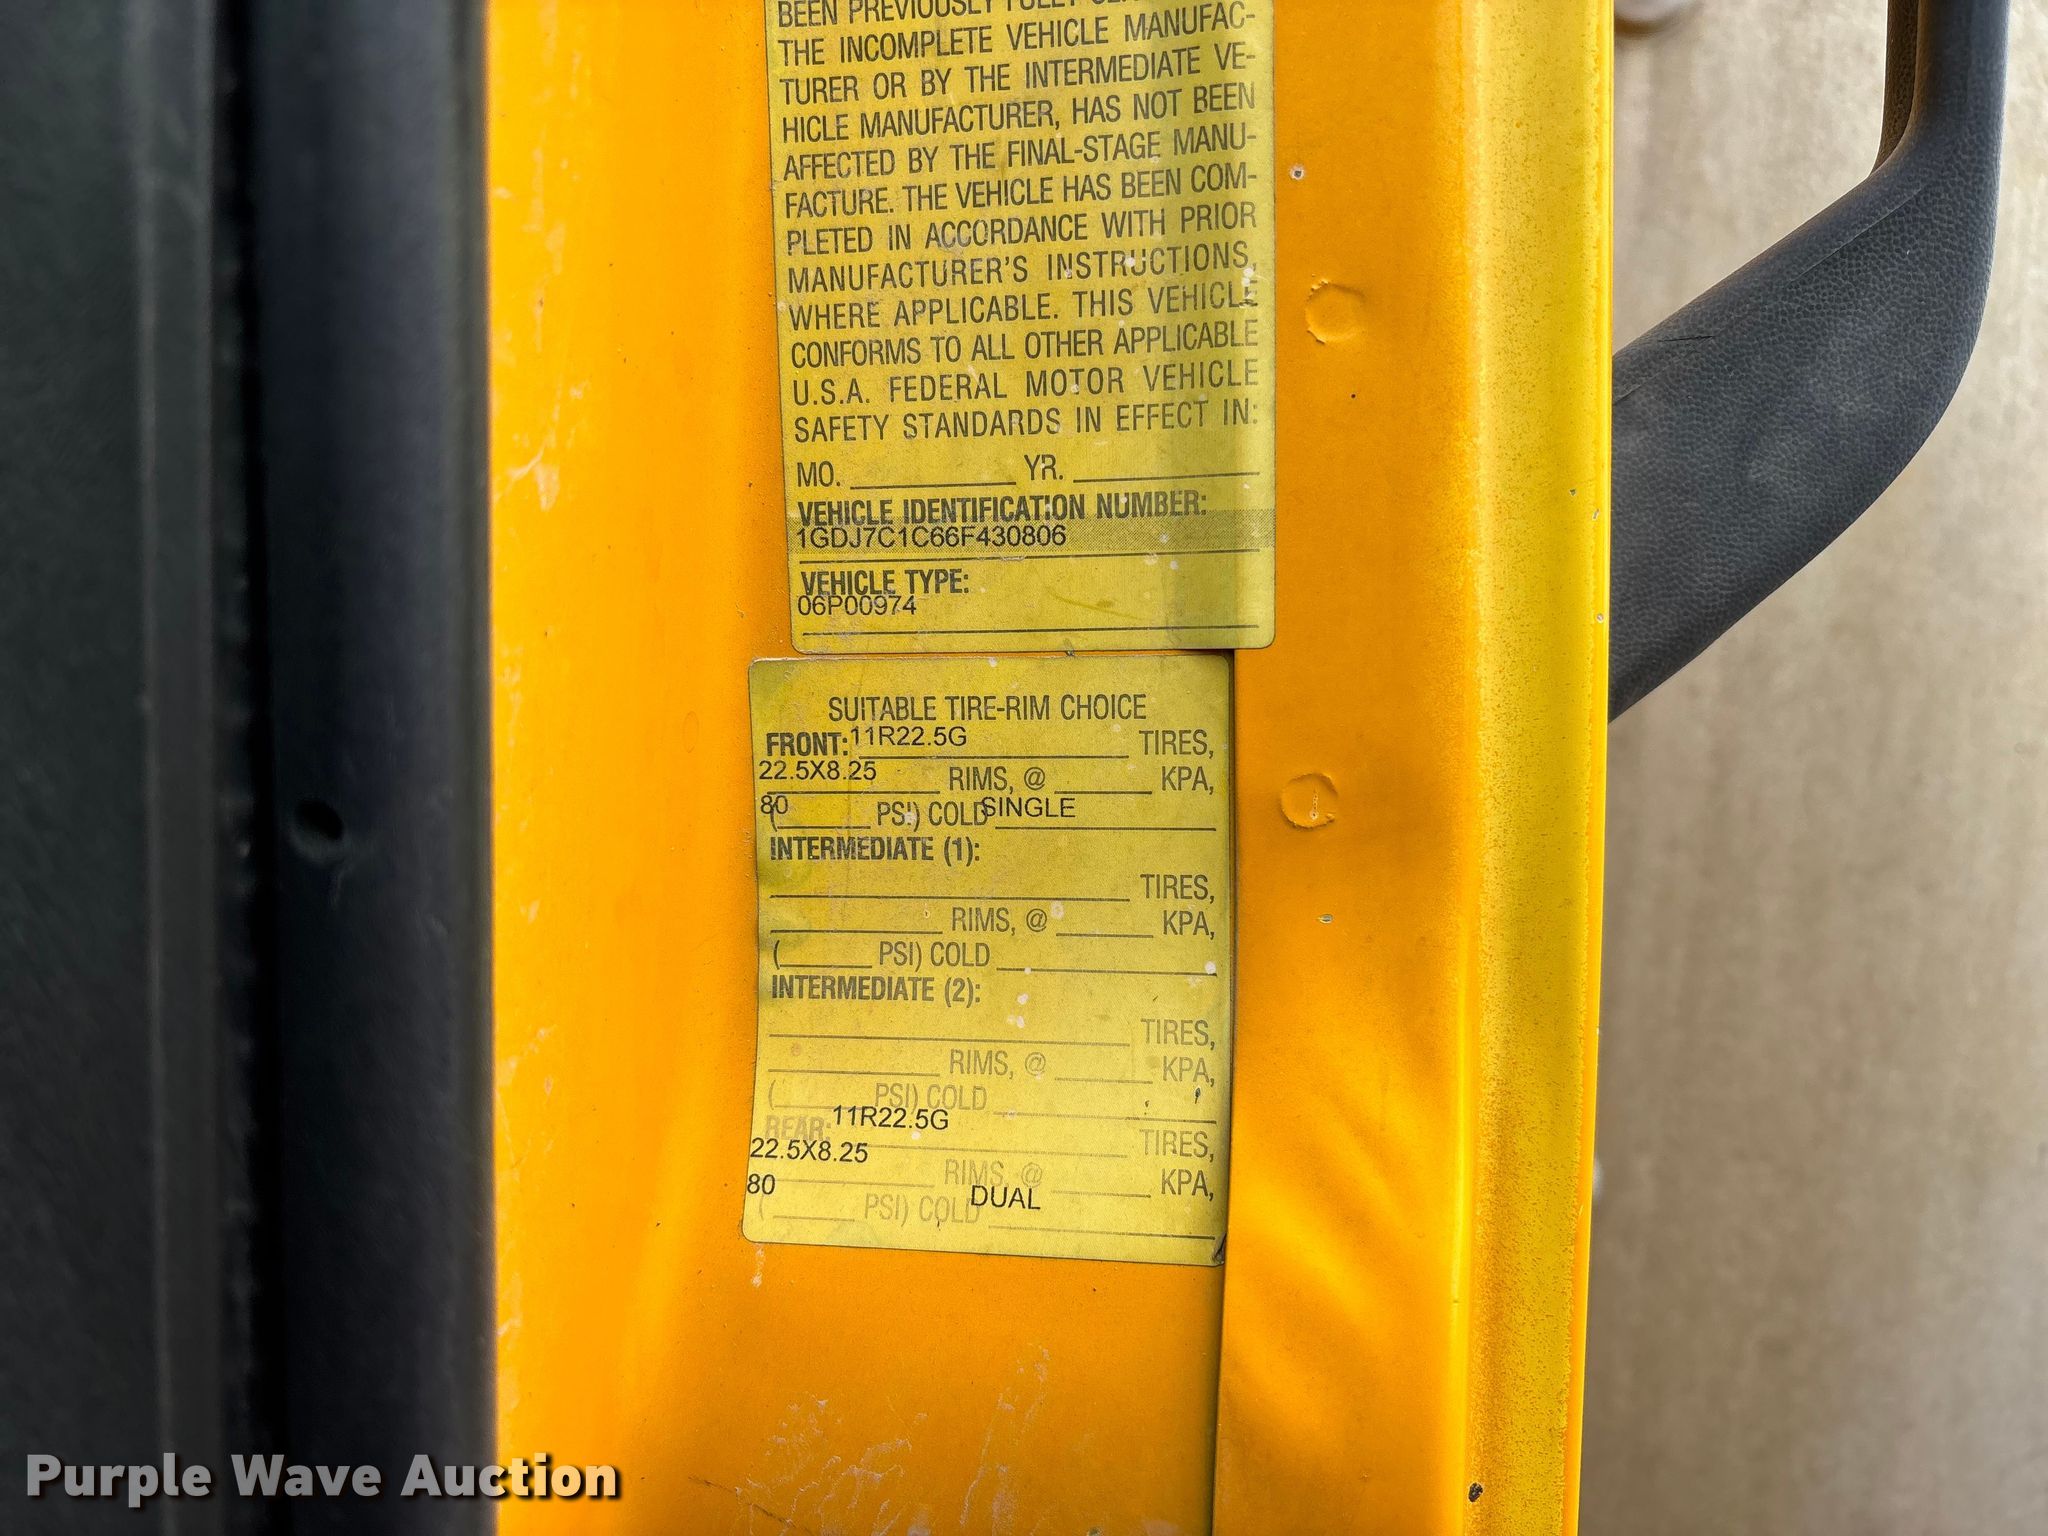 BEEN PREVIOUSLY FULLY
THE INCOMPLETE VEHICLE MANUFAC-
TURER OR BY THE INTERMEDIATE VE-
HICLE MANUFACTURER, HAS NOT BEEN
AFFECTED BY THE FINAL-STAGE MANU-
FACTURE. THE VEHICLE HAS BEEN COM-
PLETED IN ACCORDANCE WITH PRIOR
MANUFACTURER'S INSTRUCTIONS,
WHERE APPLICABLE. THIS VEHICLE
CONFORMS TO ALL OTHER APPLICABLE
U.S.A. FEDERAL MOTOR VEHICLE
SAFETY STANDARDS IN EFFECT IN:
MO. YR.
VEHICLE IDENTIFICATION NUMBER:
1GDJ7C1C66F430806
VEHICLE TYPE:
06P00974
SUITABLE TIRE-RIM CHOICE
FRONT: 11R22.5G TIRES,
22.5X8.25 RIMS, @ KPA,
(80 PSI) COLD SINGLE
INTERMEDIATE (1):
TIRES,
RIMS, @ KPA,
( PSI) COLD
INTERMEDIATE (2):
TIRES,
RIMS, @ KPA,
( PSI) COLD
REAR: 11R22.5G TIRES,
22.5X8.25 RIMS, @ KPA,
(80 PSI) COLD DUAL
Purple Wave Auction